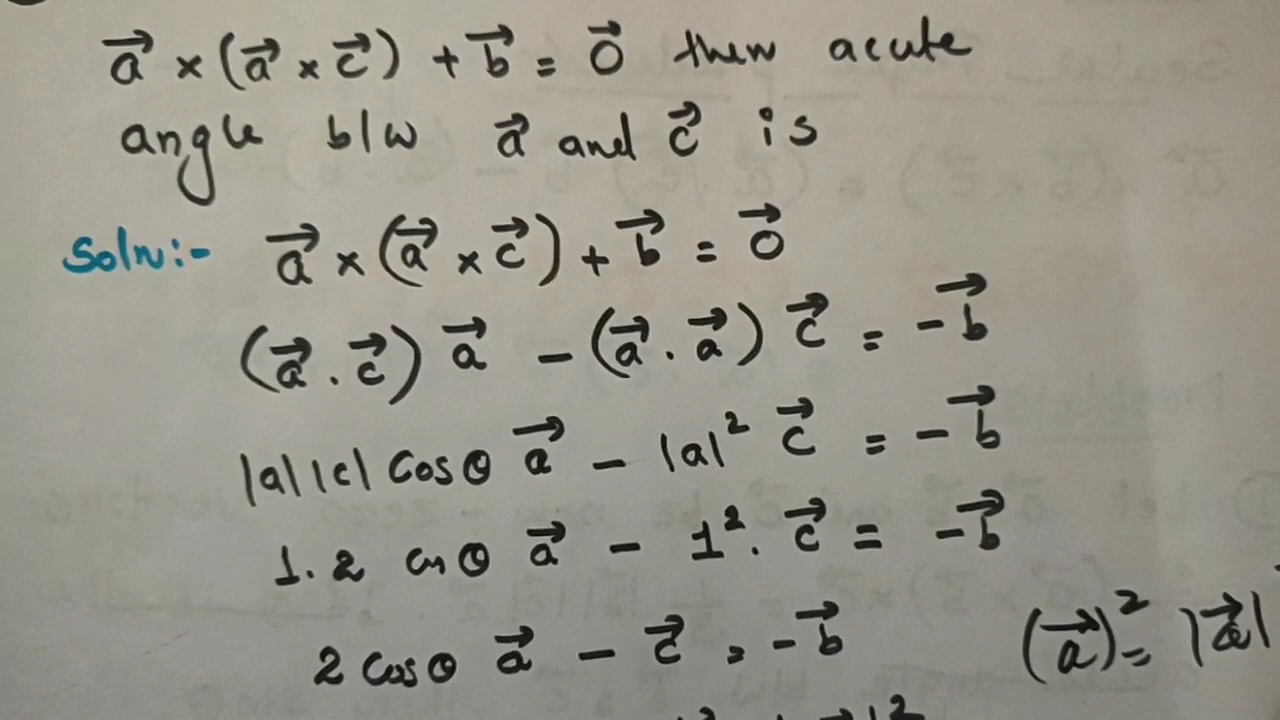 a⃗ × (a⃗ × c⃗) + b⃗ = 0⃗ then acute
angle b/w a⃗ and c⃗ is
Soln:- a⃗ × (a⃗ × c⃗) + b⃗ = 0⃗
(a⃗ . c⃗) a⃗ - (a⃗ . a⃗) c⃗ = -b⃗
|a||c| cos θ a⃗ - |a|² c⃗ = -b⃗
1. 2 cos θ a⃗ - 1². c⃗ = -b⃗
2 cos θ a⃗ - c⃗ = -b⃗
(a⃗)² = |a⃗|